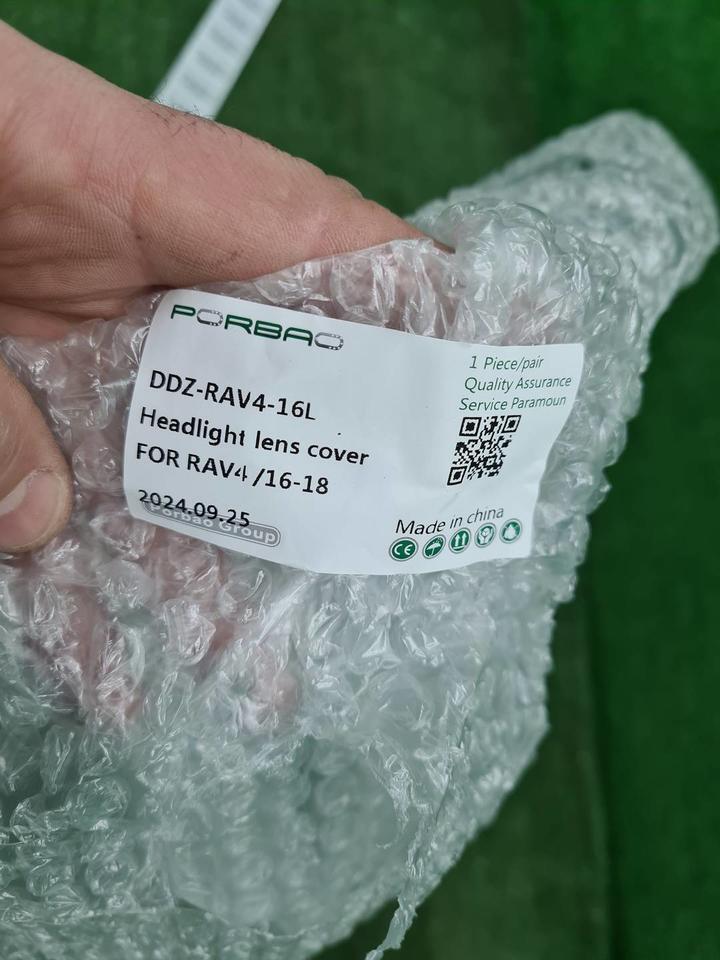 PORBAO
DDZ-RAV4-16L
Headlight lens cover
FOR RAV4 /16-18
2024.09.25
Porbao Group
1 Piece/pair
Quality Assurance
Service Paramoun
Made in china
CE